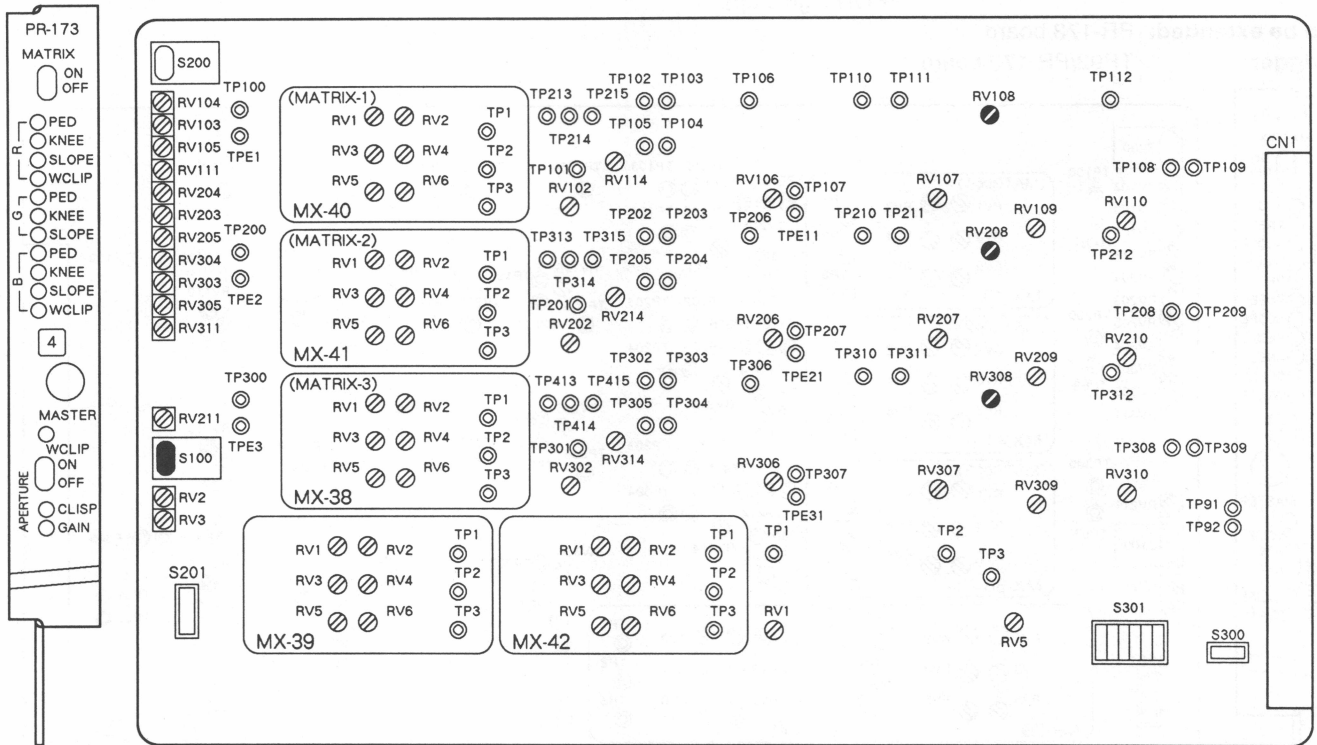 PR-173
MATRIX
ON
OFF
R
PED
KNEE
SLOPE
WCLIP
G
PED
KNEE
SLOPE
B
PED
KNEE
SLOPE
WCLIP
4
MASTER
WCLIP
APERTURE
ON
OFF
CLISP
GAIN
S200
RV104
RV103
RV105
RV111
RV204
RV203
RV205
RV304
RV303
RV305
RV311
RV211
S100
RV2
RV3
S201
TP100
TPE1
TP200
TPE2
TP300
TPE3
(MATRIX-1)
RV1 RV2 TP1
RV3 RV4 TP2
RV5 RV6 TP3
MX-40
(MATRIX-2)
RV1 RV2 TP1
RV3 RV4 TP2
RV5 RV6 TP3
MX-41
(MATRIX-3)
RV1 RV2 TP1
RV3 RV4 TP2
RV5 RV6 TP3
MX-38
RV1 RV2 TP1
RV3 RV4 TP2
RV5 RV6 TP3
MX-39
RV1 RV2 TP1
RV3 RV4 TP2
RV5 RV6 TP3
MX-42
TP102 TP103 TP106 TP110 TP111 TP112
TP213 TP215 RV108
TP214 TP105 TP104
CN1
TP101 RV114 TP108 TP109
RV102 RV106 TP107 RV107 RV110
TP202 TP203 TP206 TPE11 TP210 TP211 RV208 RV109
TP313 TP315 TP205 TP204 TP212
TP314
TP201 RV214 TP208 TP209
RV202 RV206 TP207 RV207 RV210
TP302 TP303 TP306 TPE21 TP310 TP311 RV308 RV209
TP413 TP415 TP305 TP304 TP312
TP414
TP301 RV314 TP308 TP309
RV302 RV306 TP307 RV307 RV309 RV310
TPE31 TP91
TP92
TP1 TP2 TP3
RV1 RV5 S301 S300